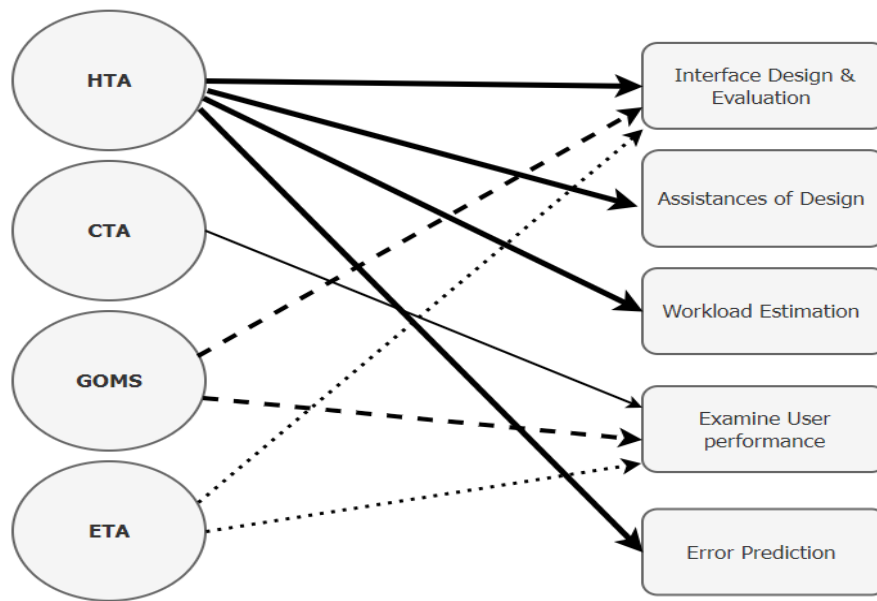 HTA
CTA
GOMS
ETA
Interface Design &
Evaluation
Assistances of Design
Workload Estimation
Examine User
performance
Error Prediction